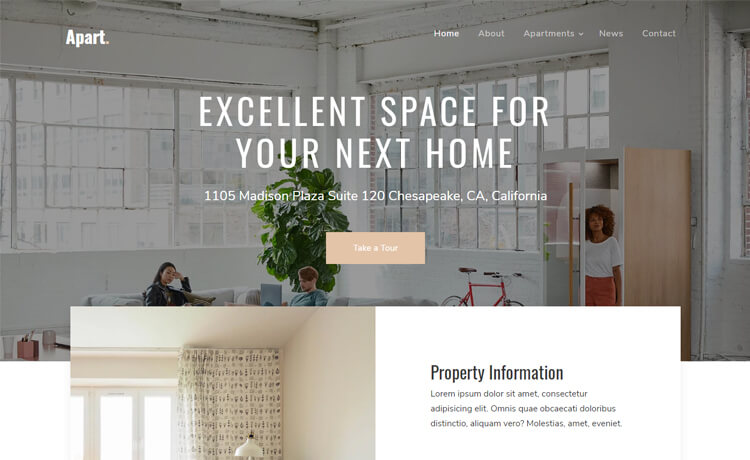 Apart.
Home About Apartments News Contact
EXCELLENT SPACE FOR
YOUR NEXT HOME
1105 Madison Plaza Suite 120 Chesapeake, CA, California
Take a Tour
Property Information
Lorem ipsum dolor sit amet, consectetur
adipisicing elit. Omnis quae obcaecati doloribus
distinctio, aliquam vero? Molestias, amet, eveniet.